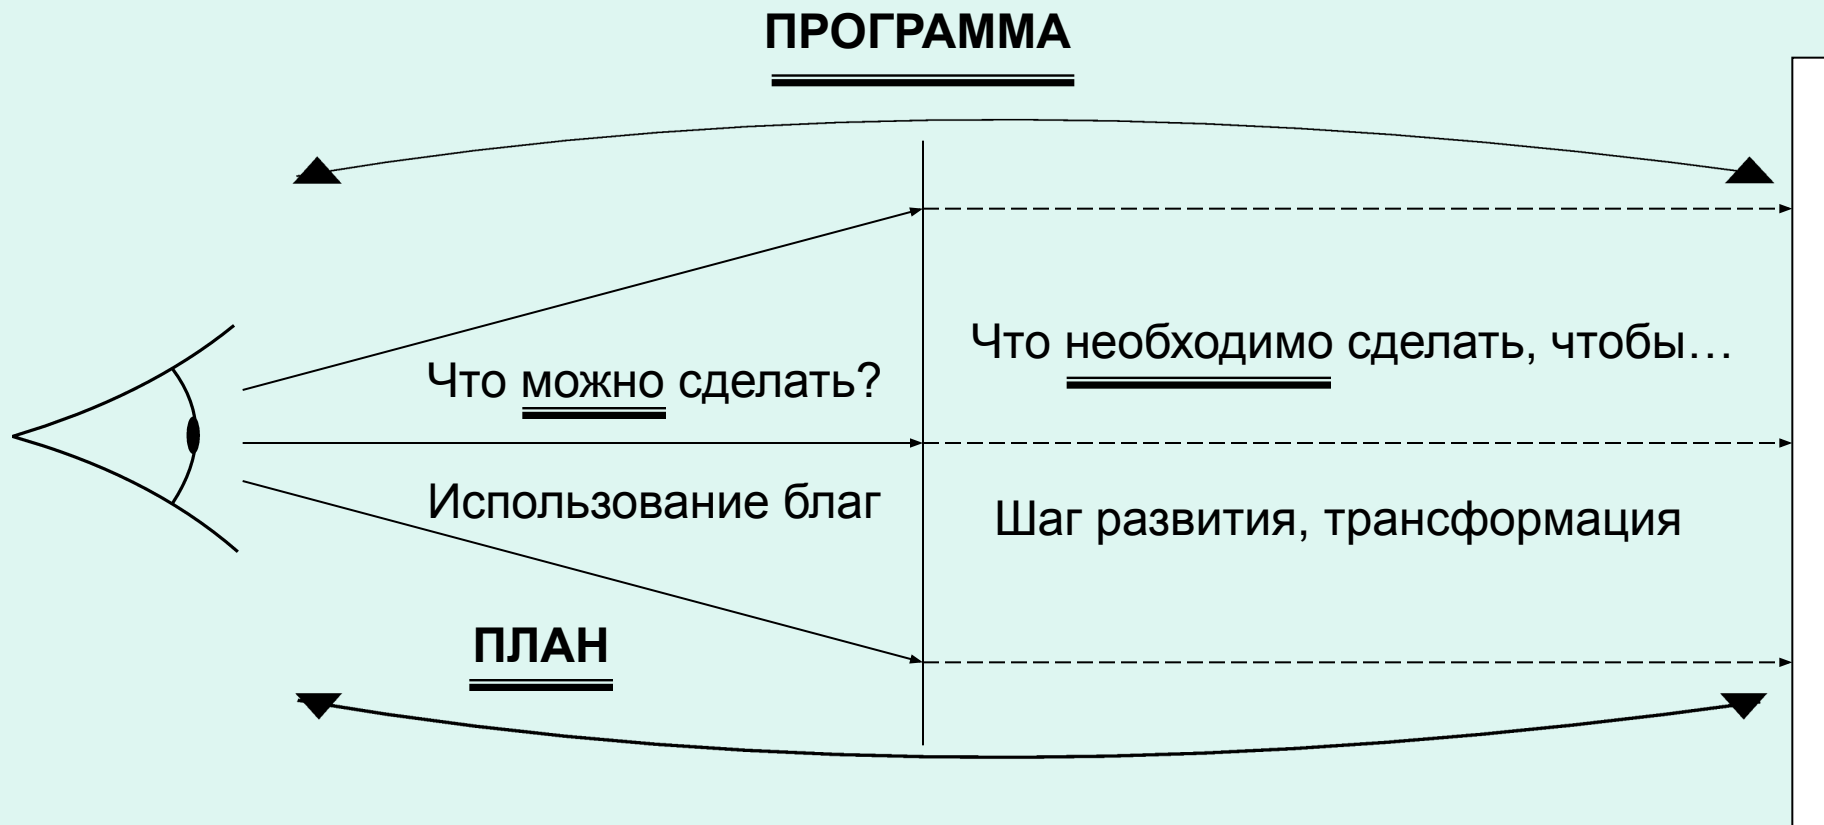 ПРОГРАММА
Что можно сделать?
Использование благ
Что необходимо сделать, чтобы…
Шаг развития, трансформация
ПЛАН